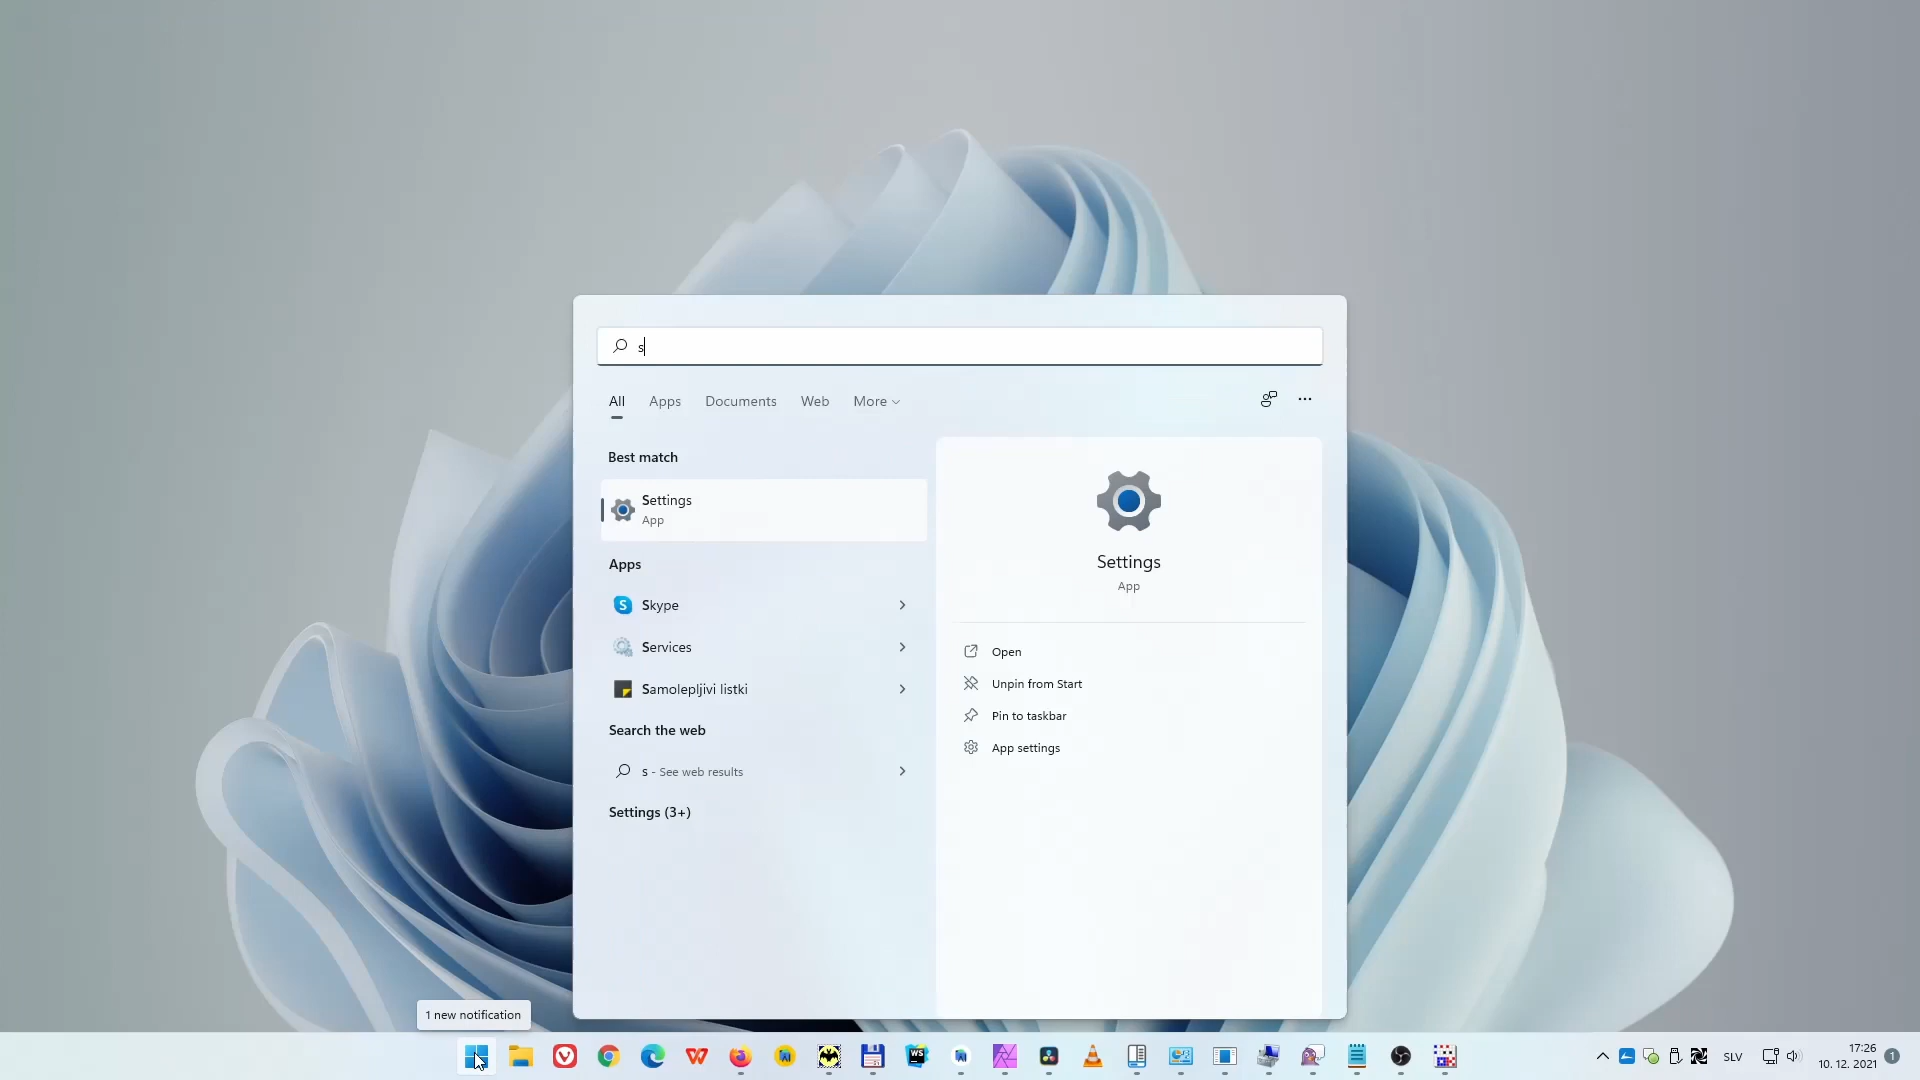 s
All Apps Documents Web More
Best match
Settings
App
Apps
Skype
Services
Samolepljivi listki
Search the web
s - See web results
Settings (3+)
Settings
App
Open
Unpin from Start
Pin to taskbar
App settings
1 new notification
WS
SLV
17:26
10. 12. 2021
1